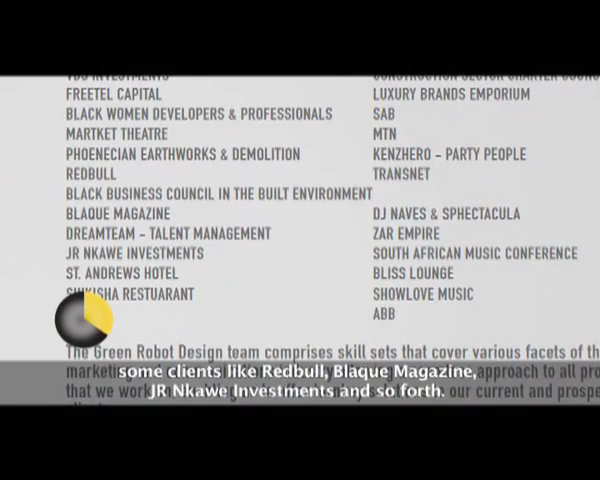 INVESTMENTS
CONSTRUCTION SECTOR CHARTER
FREETEL CAPITAL
LUXURY BRANDS EMPORIUM
BLACK WOMEN DEVELOPERS & PROFESSIONALS
SAB
MARTKET THEATRE
MTN
PHOENECIAN EARTHWORKS & DEMOLITION
KENZHERO – PARTY PEOPLE
REDBULL
TRANSNET
BLACK BUSINESS COUNCIL IN THE BUILT ENVIRONMENT
BLAQUE MAGAZINE
DJ NAVES & SPHECTACULA
DREAMTEAM – TALENT MANAGEMENT
ZAR EMPIRE
JR NKAWE INVESTMENTS
SOUTH AFRICAN MUSIC CONFERENCE
ST. ANDREWS HOTEL
BLISS LOUNGE
RESTUARANT
SHOWLOVE MUSIC
ABB
The Green Robot Design team comprises skill sets that cover various facets of
approach to all
that we our current and
some clients like Redbull, Blaque Magazine,
JR Nkawe Investments and so forth.